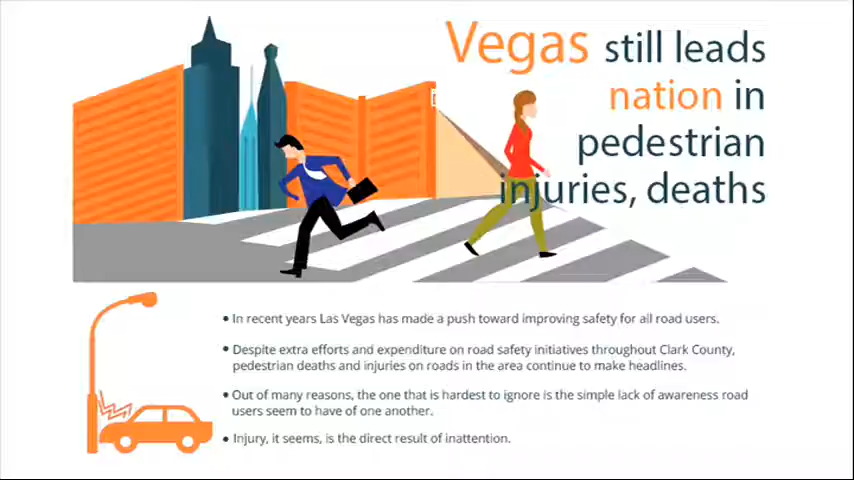 Vegas still leads
nation in
pedestrian
injuries, deaths
• In recent years Las Vegas has made a push toward improving safety for all road users.
• Despite extra efforts and expenditure on road safety initiatives throughout Clark County,
pedestrian deaths and injuries on roads in the area continue to make headlines.
• Out of many reasons, the one that is hardest to ignore is the simple lack of awareness road
users seem to have of one another.
• Injury, it seems, is the direct result of inattention.